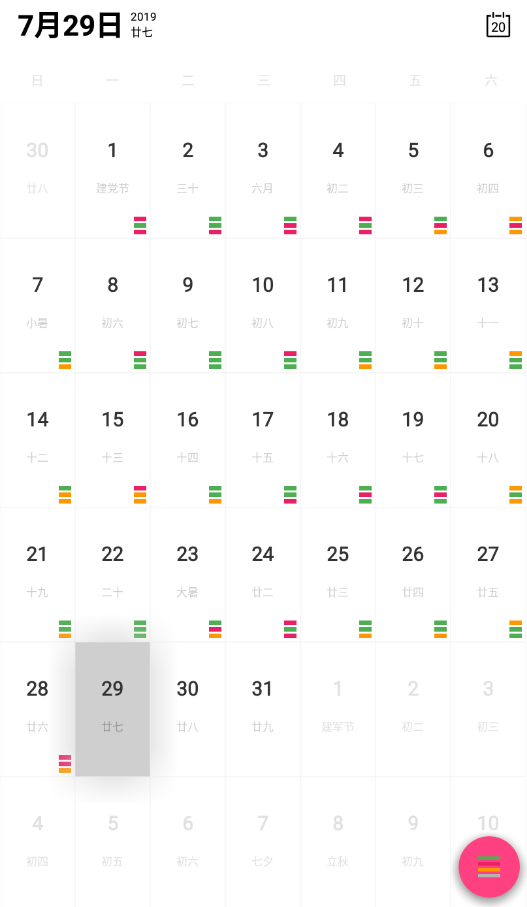 7月29日 2019
廿七
20
日 一 二 三 四 五 六
30 1 2 3 4 5 6
廿八 建党节 三十 六月 初二 初三 初四
7 8 9 10 11 12 13
小暑 初六 初七 初八 初九 初十 十一
14 15 16 17 18 19 20
十二 十三 十四 十五 十六 十七 十八
21 22 23 24 25 26 27
十九 二十 大暑 廿二 廿三 廿四 廿五
28 29 30 31 1 2 3
廿六 廿七 廿八 廿九 建军节 初二 初三
4 5 6 7 8 9 10
初四 初五 初六 七夕 立秋 初九